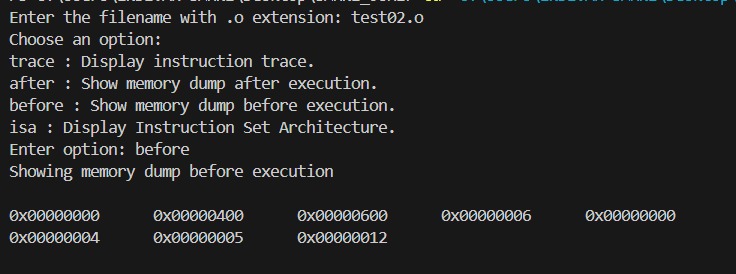 Enter the filename with .o extension: test02.o
Choose an option:
trace : Display instruction trace.
after : Show memory dump after execution.
before : Show memory dump before execution.
isa : Display Instruction Set Architecture.
Enter option: before
Showing memory dump before execution
0x00000000 0x00000400 0x00000600 0x00000006 0x00000000
0x00000004 0x00000005 0x00000012